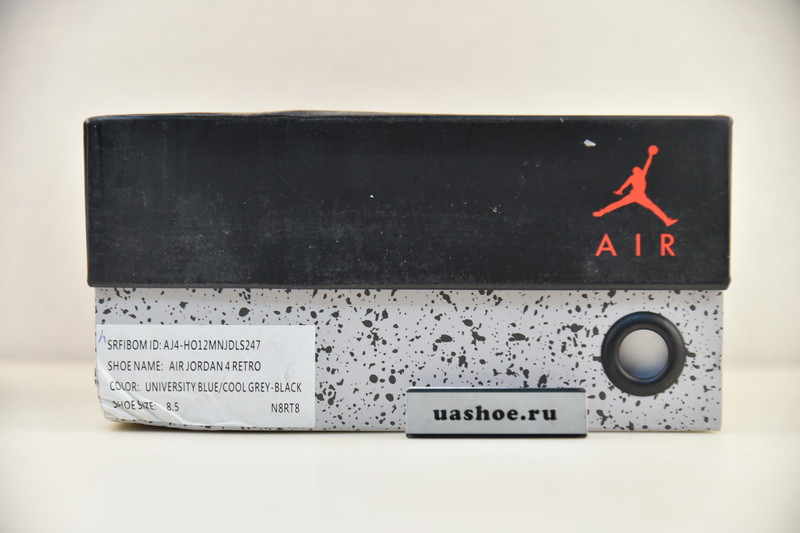 AIR
SRFIBOM ID: AJ4-HO12MNJDLS247
SHOE NAME: AIR JORDAN 4 RETRO
COLOR: UNIVERSITY BLUE/COOL GREY-BLACK
SHOE SIZE: 8.5 N8RT8
uashoe.ru